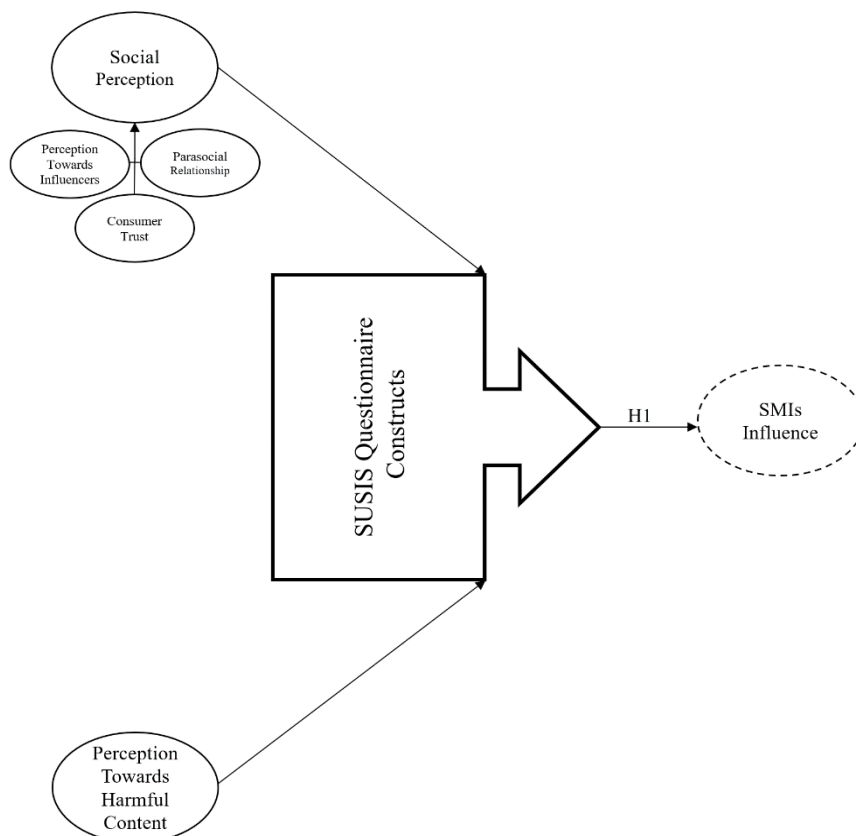 Social
Perception
Perception
Towards
Influencers
Parasocial
Relationship
Consumer
Trust
SUSIS Questionnaire
Constructs
H1
SMIs
Influence
Perception
Towards
Harmful
Content